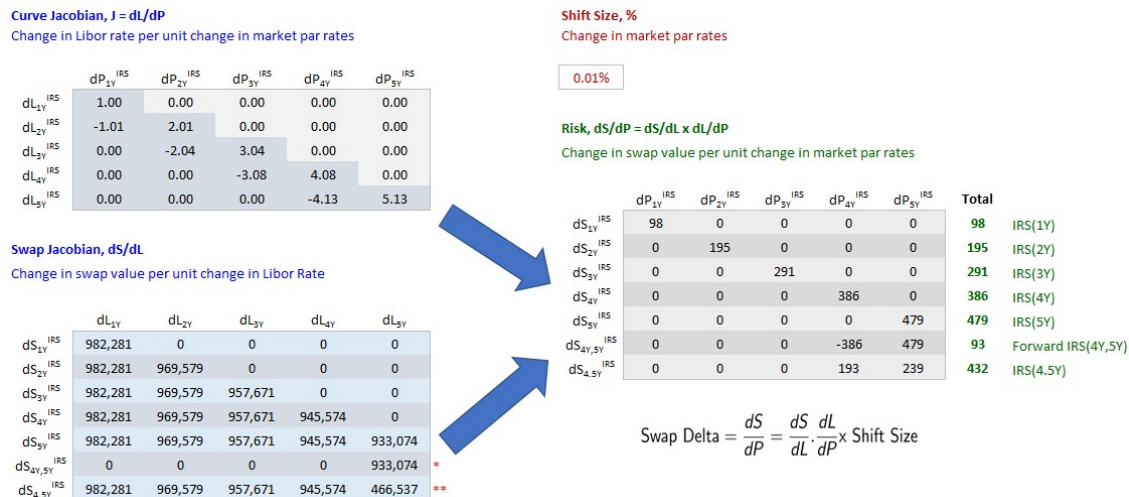 Curve Jacobian, J = dL/dP
Change in Libor rate per unit change in market par rates
dP1Y IRS dP2Y IRS dP3Y IRS dP4Y IRS dP5Y IRS
dL1Y IRS 1.00 0.00 0.00 0.00 0.00
dL2Y IRS -1.01 2.01 0.00 0.00 0.00
dL3Y IRS 0.00 -2.04 3.04 0.00 0.00
dL4Y IRS 0.00 0.00 -3.08 4.08 0.00
dL5Y IRS 0.00 0.00 0.00 -4.13 5.13
Swap Jacobian, dS/dL
Change in swap value per unit change in Libor Rate
dL1Y dL2Y dL3Y dL4Y dL5Y
dS1Y IRS 982,281 0 0 0 0
dS2Y IRS 982,281 969,579 0 0 0
dS3Y IRS 982,281 969,579 957,671 0 0
dS4Y IRS 982,281 969,579 957,671 945,574 0
dS5Y IRS 982,281 969,579 957,671 945,574 933,074
dS4Y,5Y IRS 0 0 0 0 933,074 *
dS4.5Y IRS 982,281 969,579 957,671 945,574 466,537 **
Shift Size, %
Change in market par rates
0.01%
Risk, dS/dP = dS/dL x dL/dP
Change in swap value per unit change in market par rates
dP1Y IRS dP2Y IRS dP3Y IRS dP4Y IRS dP5Y IRS Total
dS1Y IRS 98 0 0 0 0 98 IRS(1Y)
dS2Y IRS 0 195 0 0 0 195 IRS(2Y)
dS3Y IRS 0 0 291 0 0 291 IRS(3Y)
dS4Y IRS 0 0 0 386 0 386 IRS(4Y)
dS5Y IRS 0 0 0 0 479 479 IRS(5Y)
dS4Y,5Y IRS 0 0 0 -386 479 93 Forward IRS(4Y,5Y)
dS4.5Y IRS 0 0 0 193 239 432 IRS(4.5Y)
Swap Delta = dS/dP = dS/dL . dL/dP x Shift Size